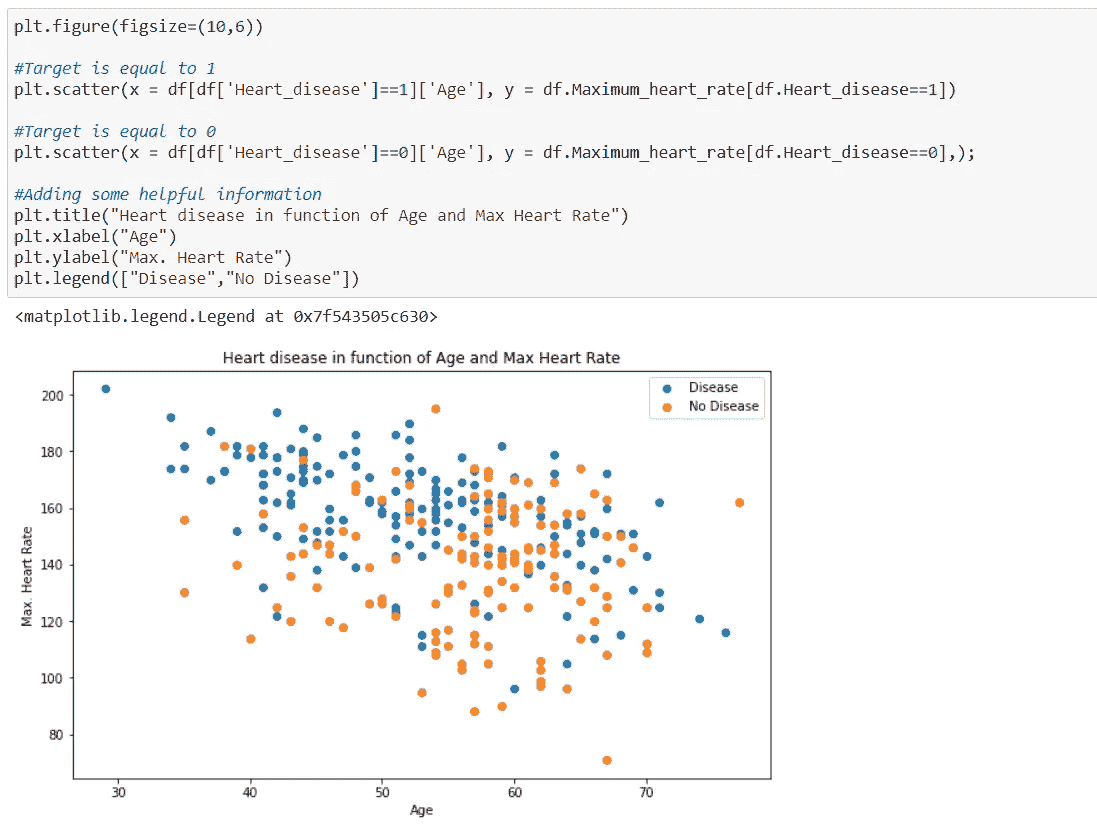 plt.figure(figsize=(10,6))
#Target is equal to 1
plt.scatter(x = df[df['Heart_disease']==1]['Age'], y = df.Maximum_heart_rate[df.Heart_disease==1])
#Target is equal to 0
plt.scatter(x = df[df['Heart_disease']==0]['Age'], y = df.Maximum_heart_rate[df.Heart_disease==0],);
#Adding some helpful information
plt.title("Heart disease in function of Age and Max Heart Rate")
plt.xlabel("Age")
plt.ylabel("Max. Heart Rate")
plt.legend(["Disease","No Disease"])
<matplotlib.legend.Legend at 0x7f543505c630>
Heart disease in function of Age and Max Heart Rate
Disease
No Disease
200
180
160
140
120
100
80
Max. Heart Rate
30 40 50 60 70
Age